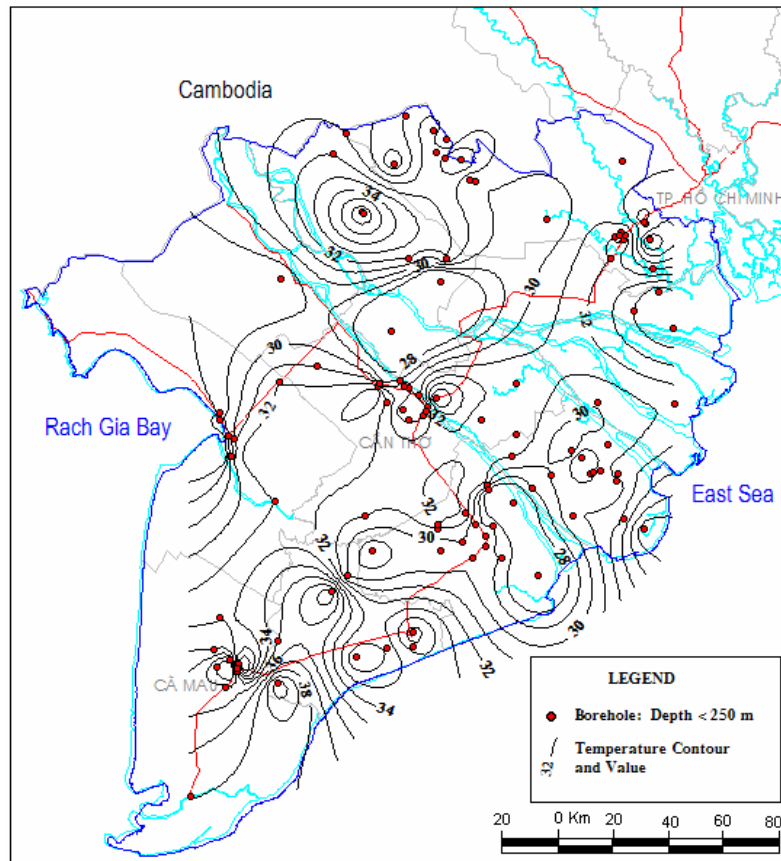 Cambodia
TP. HỒ CHÍ MINH
34
32
30
30
32
28
30
32
30
Rach Gia Bay
32
CẦN THƠ
East Sea
32
30
32
28
34
36
30
32
CÀ MAU
38
34
LEGEND
Borehole: Depth < 250 m
32
Temperature Contour
and Value
20 0 Km 20 40 60 80